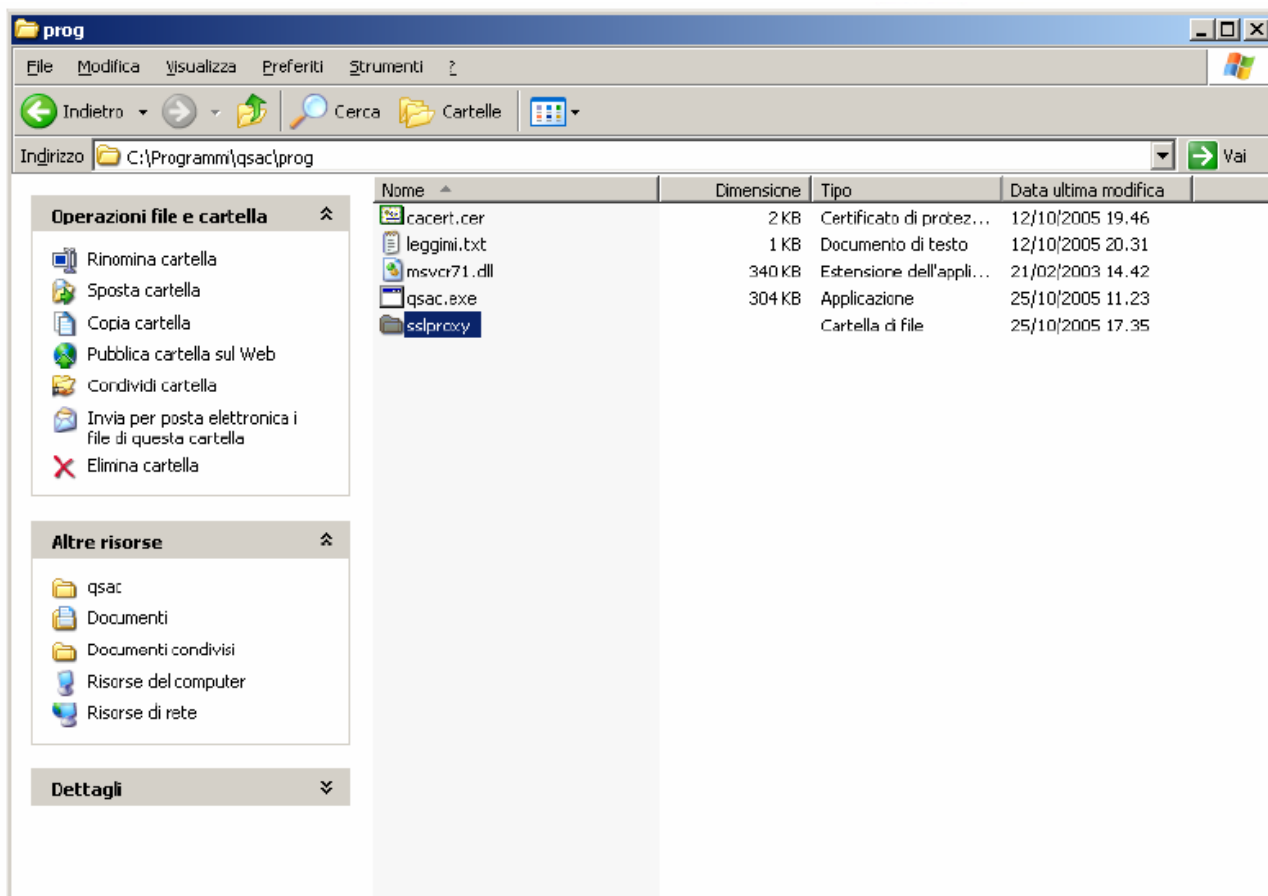 prog
File Modifica Visualizza Preferiti Strumenti ?
Indietro Cerca Cartelle
Indirizzo C:\Programmi\qsac\prog Vai
Nome Dimensione Tipo Data ultima modifica
cacert.cer 2 KB Certificato di protez... 12/10/2005 19.46
leggimi.txt 1 KB Documento di testo 12/10/2005 20.31
msvcr71.dll 340 KB Estensione dell'appli... 21/02/2003 14.42
qsac.exe 304 KB Applicazione 25/10/2005 11.23
sslproxy Cartella di file 25/10/2005 17.35
Operazioni file e cartella
Rinomina cartella
Sposta cartella
Copia cartella
Pubblica cartella sul Web
Condividi cartella
Invia per posta elettronica i
file di questa cartella
Elimina cartella
Altre risorse
qsac
Documenti
Documenti condivisi
Risorse del computer
Risorse di rete
Dettagli